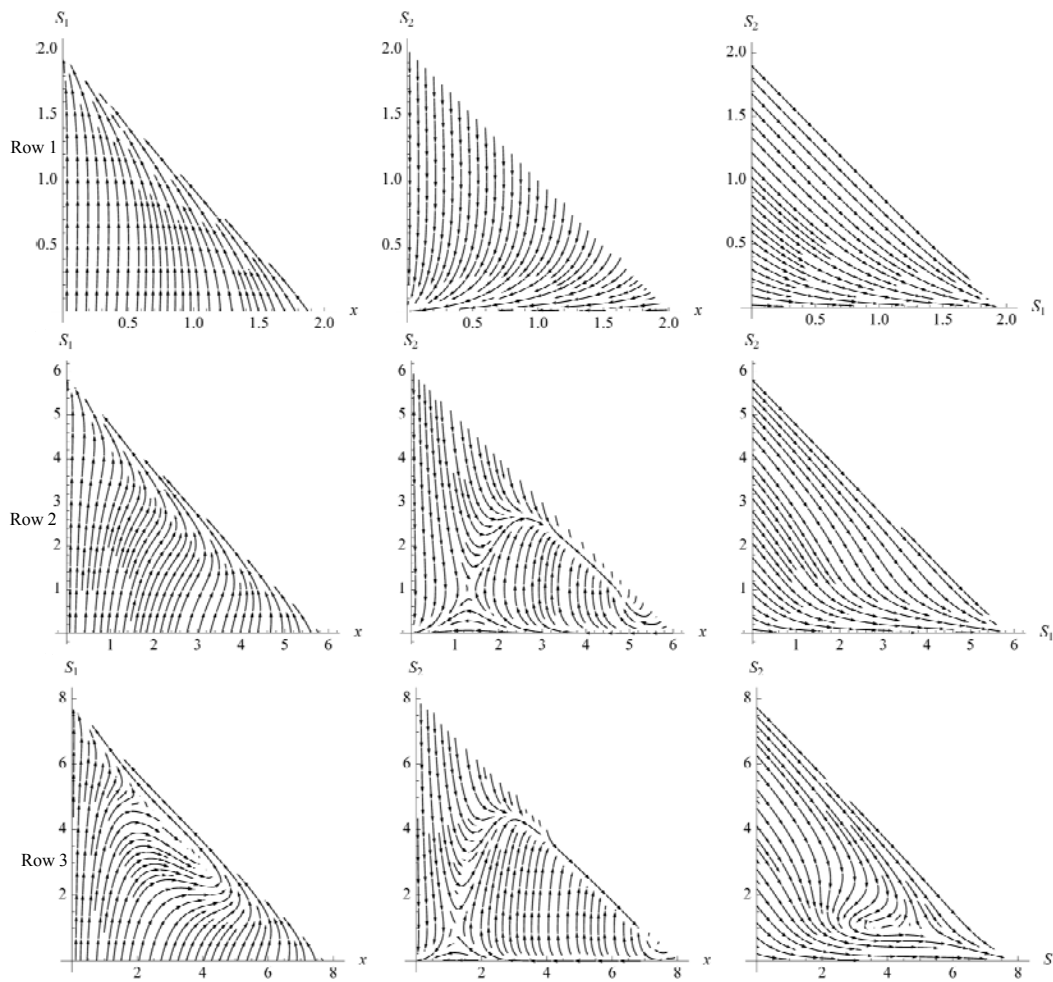 S1 S2 S2
2.0 2.0 2.0
1.5 1.5 1.5
Row 1
1.0 1.0 1.0
0.5 0.5 0.5
0.5 1.0 1.5 2.0 x 0.5 1.0 1.5 2.0 x 0.5 1.0 1.5 2.0 S1
S1 S2 S2
6 6 6
5 5 5
4 4 4
3 3 3
Row 2
2 2 2
1 1 1
1 2 3 4 5 6 x 1 2 3 4 5 6 x 1 2 3 4 5 6 S1
S1 S2 S2
8 8 8
6 6 6
4 4 4
Row 3
2 2 2
2 4 6 8 x 2 4 6 8 x 2 4 6 8 S